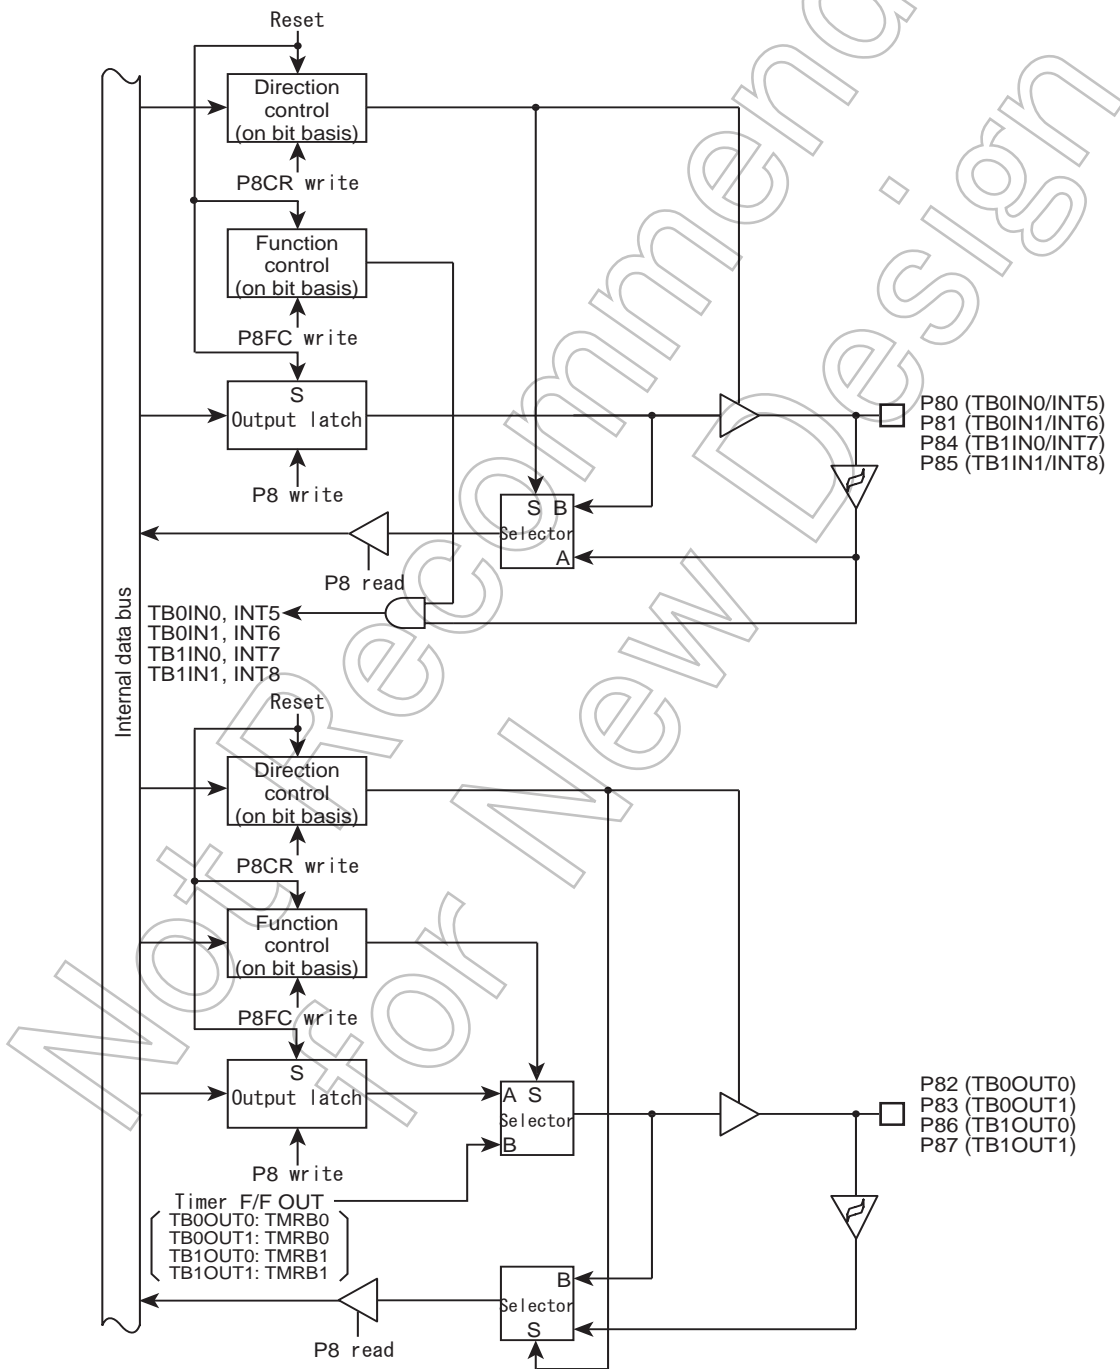 Reset
Direction
control
(on bit basis)
P8CR write
Function
control
(on bit basis)
P8FC write
S
Output latch
P8 write
P80 (TB0IN0/INT5)
P81 (TB0IN1/INT6)
P84 (TB1IN0/INT7)
P85 (TB1IN1/INT8)
S B
Selector
A
P8 read
TB0IN0, INT5
TB0IN1, INT6
TB1IN0, INT7
TB1IN1, INT8
Internal data bus
Reset
Direction
control
(on bit basis)
P8CR write
Function
control
(on bit basis)
P8FC write
S
Output latch
P8 write
A S
Selector
B
P82 (TB0OUT0)
P83 (TB0OUT1)
P86 (TB1OUT0)
P87 (TB1OUT1)
Timer F/F OUT
TB0OUT0: TMRB0
TB0OUT1: TMRB0
TB1OUT0: TMRB1
TB1OUT1: TMRB1
B
Selector
S
P8 read
Not Recommend
for New Design